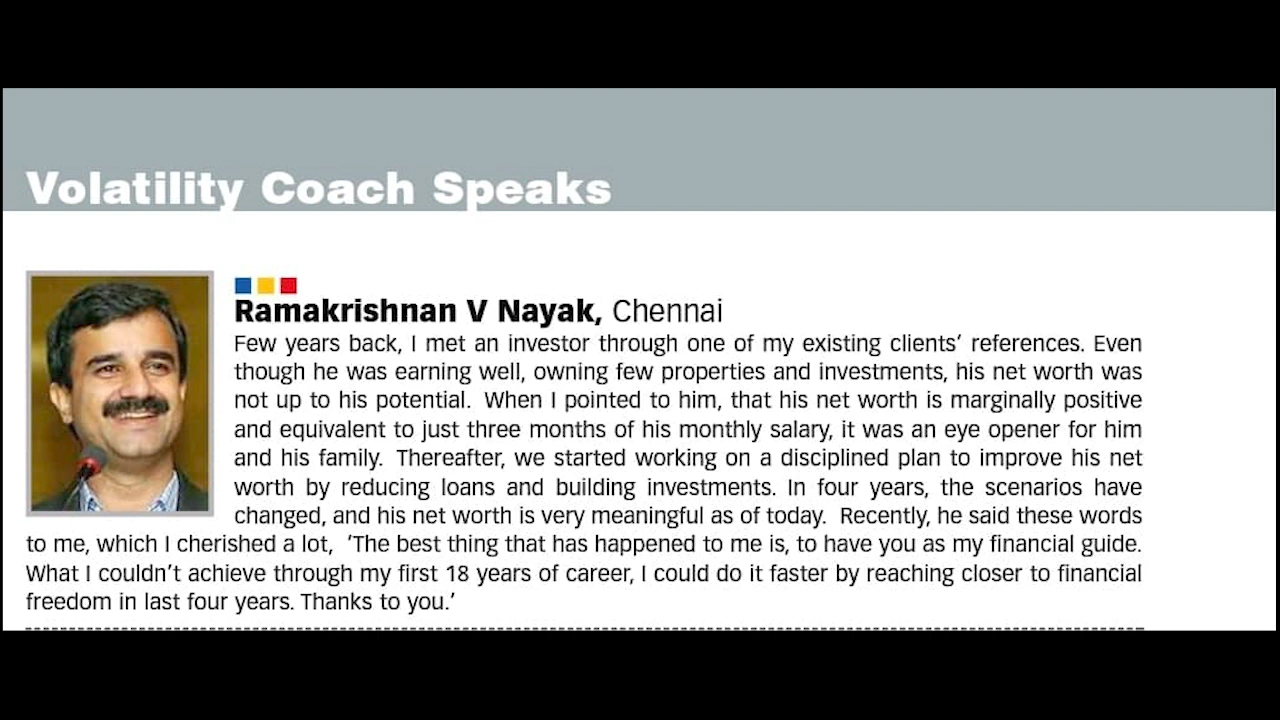 Volatility Coach Speaks
Ramakrishnan V Nayak, Chennai
Few years back, I met an investor through one of my existing clients’ references. Even
though he was earning well, owning few properties and investments, his net worth was
not up to his potential. When I pointed to him, that his net worth is marginally positive
and equivalent to just three months of his monthly salary, it was an eye opener for him
and his family. Thereafter, we started working on a disciplined plan to improve his net
worth by reducing loans and building investments. In four years, the scenarios have
changed, and his net worth is very meaningful as of today. Recently, he said these words
to me, which I cherished a lot, ‘The best thing that has happened to me is, to have you as my financial guide.
What I couldn’t achieve through my first 18 years of career, I could do it faster by reaching closer to financial
freedom in last four years. Thanks to you.’